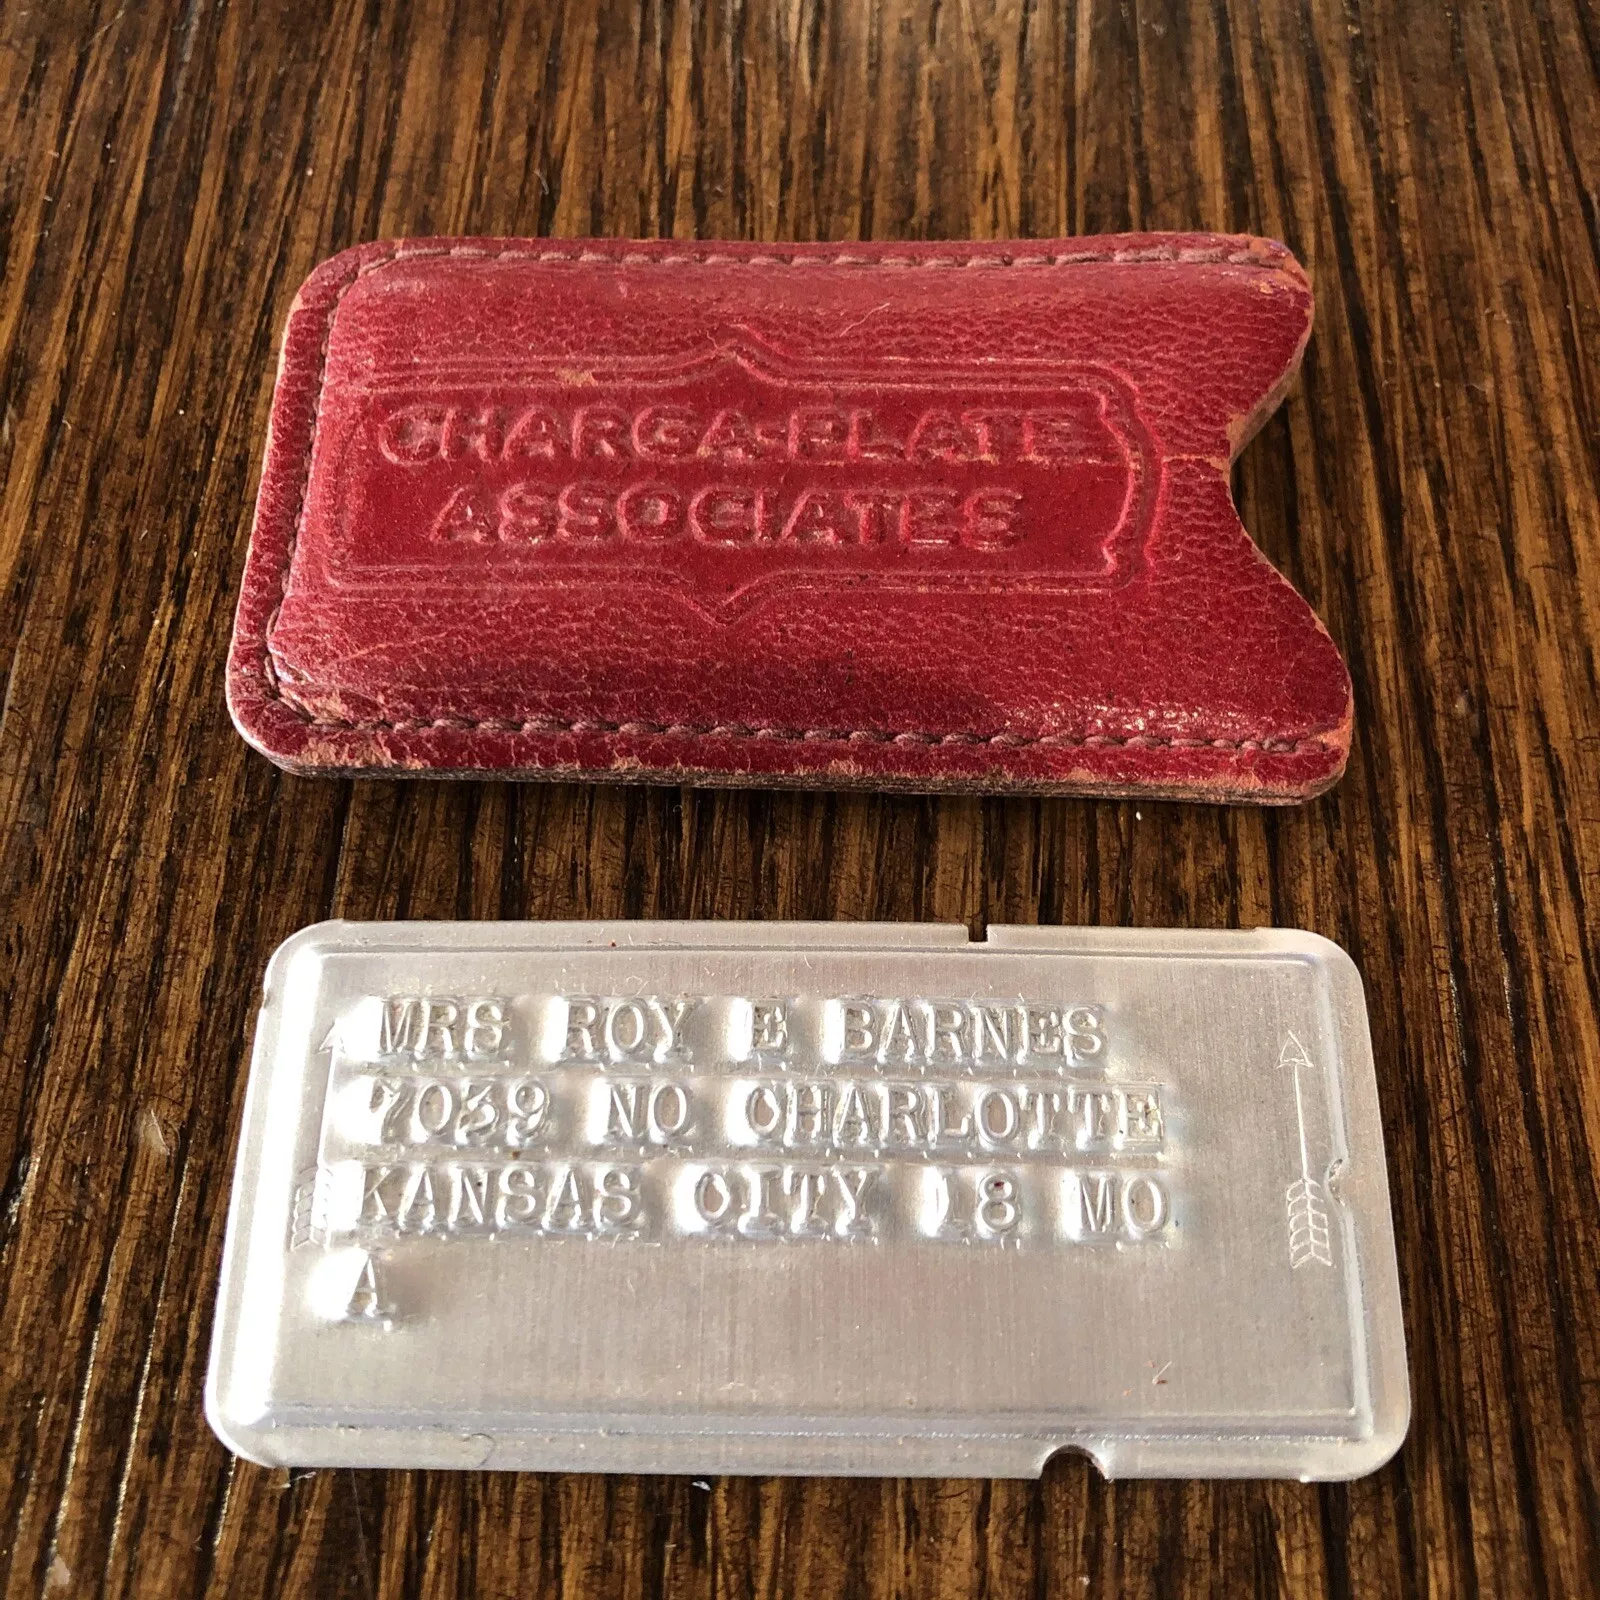 CHARGA-PLATE
ASSOCIATES
MRS ROY E BARNES
7039 NO CHARLOTTE
KANSAS CITY 18 MO
A